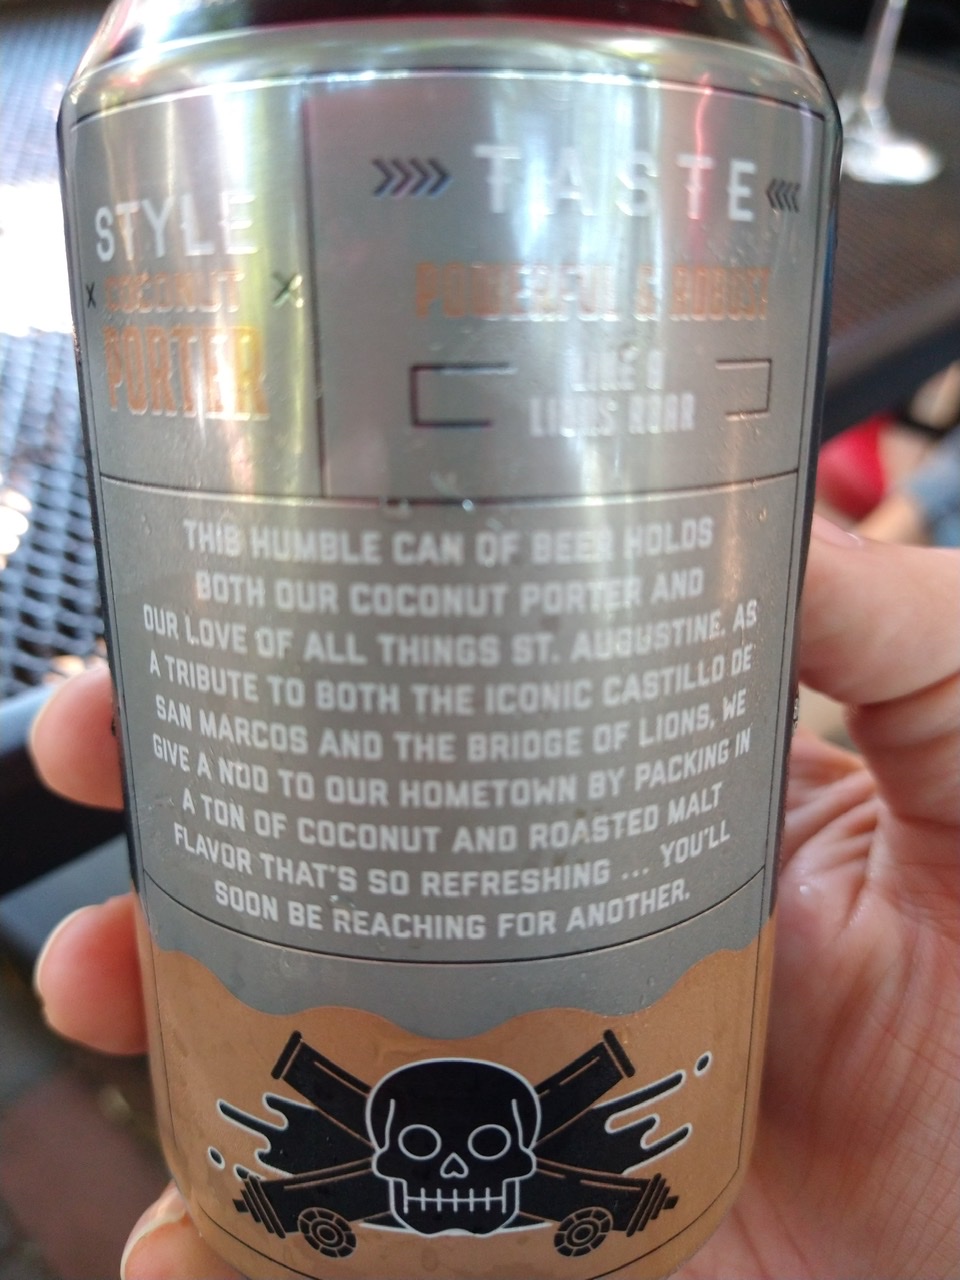 STYLE
COCONUT
PORTER
TASTE
POWERFUL & ROBUST
LIKE A
LIONS ROAR
THIS HUMBLE CAN OF BEER HOLDS
BOTH OUR COCONUT PORTER AND
OUR LOVE OF ALL THINGS ST. AUGUSTINE. AS
A TRIBUTE TO BOTH THE ICONIC CASTILLO DE
SAN MARCOS AND THE BRIDGE OF LIONS, WE
GIVE A NOD TO OUR HOMETOWN BY PACKING IN
A TON OF COCONUT AND ROASTED MALT
FLAVOR THAT'S SO REFRESHING ... YOU'LL
SOON BE REACHING FOR ANOTHER.